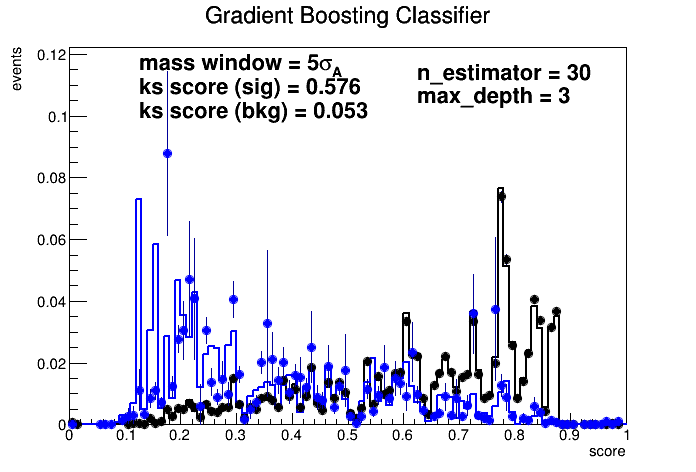 Gradient Boosting Classifier
events
0.12
0.1
0.08
0.06
0.04
0.02
0
mass window = 5σA
ks score (sig) = 0.576
ks score (bkg) = 0.053
n_estimator = 30
max_depth = 3
0 0.1 0.2 0.3 0.4 0.5 0.6 0.7 0.8 0.9 1
score